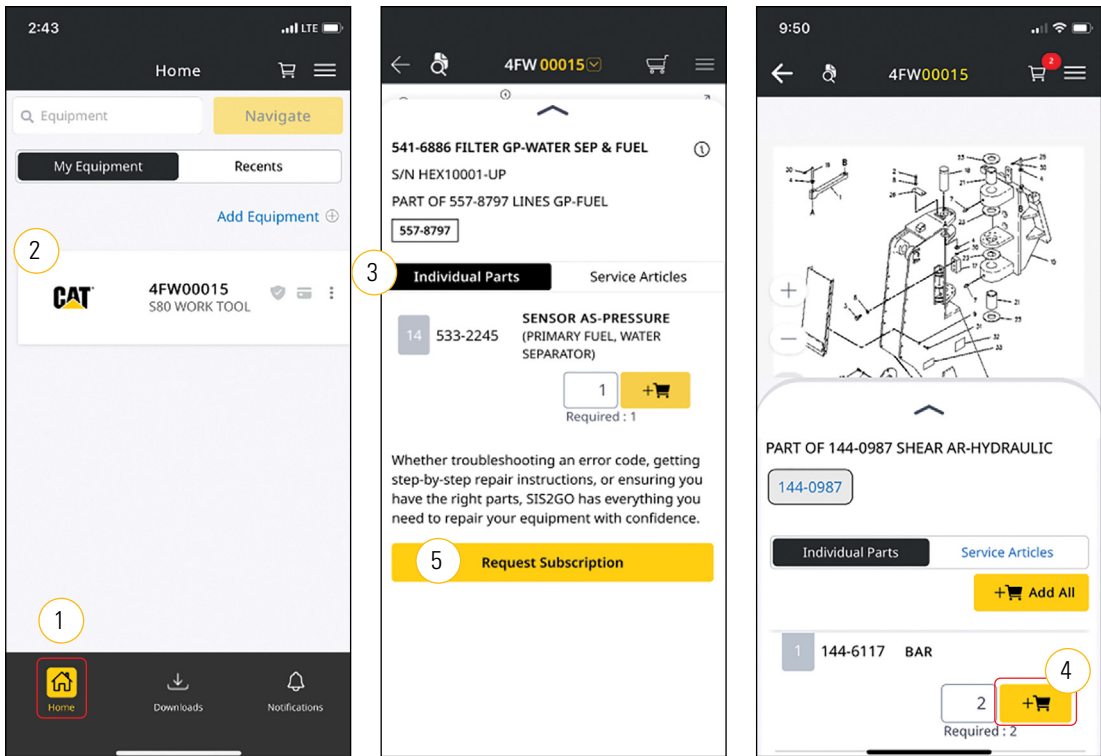 2:43
LTE
Home
Equipment
Navigate
My Equipment
Recents
Add Equipment
2
CAT
4FW00015
S80 WORK TOOL
1
Home
Downloads
Notifications
4FW00015
541-6886 FILTER GP-WATER SEP & FUEL
S/N HEX10001-UP
PART OF 557-8797 LINES GP-FUEL
557-8797
3
Individual Parts
Service Articles
14
533-2245
SENSOR AS-PRESSURE
(PRIMARY FUEL, WATER
SEPARATOR)
1
+
Required : 1
Whether troubleshooting an error code, getting
step-by-step repair instructions, or ensuring you
have the right parts, SIS2GO has everything you
need to repair your equipment with confidence.
5
Request Subscription
9:50
4FW00015
2
PART OF 144-0987 SHEAR AR-HYDRAULIC
144-0987
Individual Parts
Service Articles
+ Add All
1
144-6117 BAR
4
2
+
Required : 2